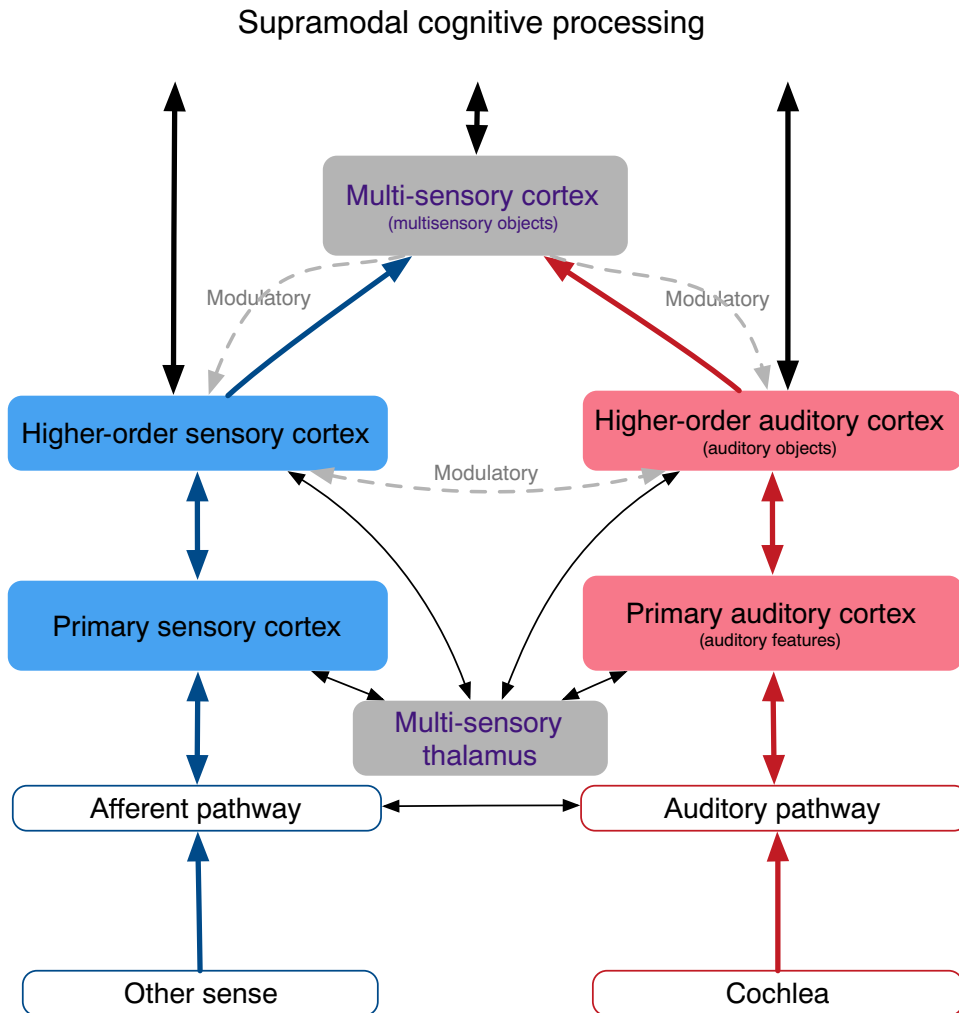 Supramodal cognitive processing
Multi-sensory cortex
(multisensory objects)
Modulatory
Modulatory
Higher-order sensory cortex
Higher-order auditory cortex
(auditory objects)
Modulatory
Primary sensory cortex
Primary auditory cortex
(auditory features)
Multi-sensory
thalamus
Afferent pathway
Auditory pathway
Other sense
Cochlea